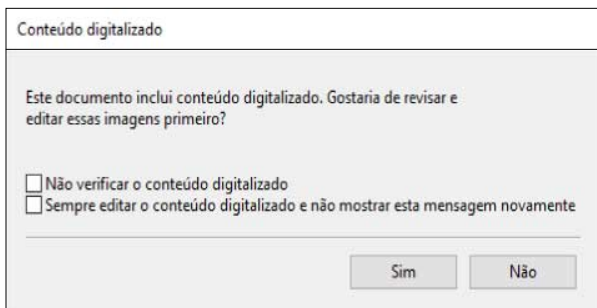 Conteúdo digitalizado
Este documento inclui conteúdo digitalizado. Gostaria de revisar e
editar essas imagens primeiro?
Não verificar o conteúdo digitalizado
Sempre editar o conteúdo digitalizado e não mostrar esta mensagem novamente
Sim
Não